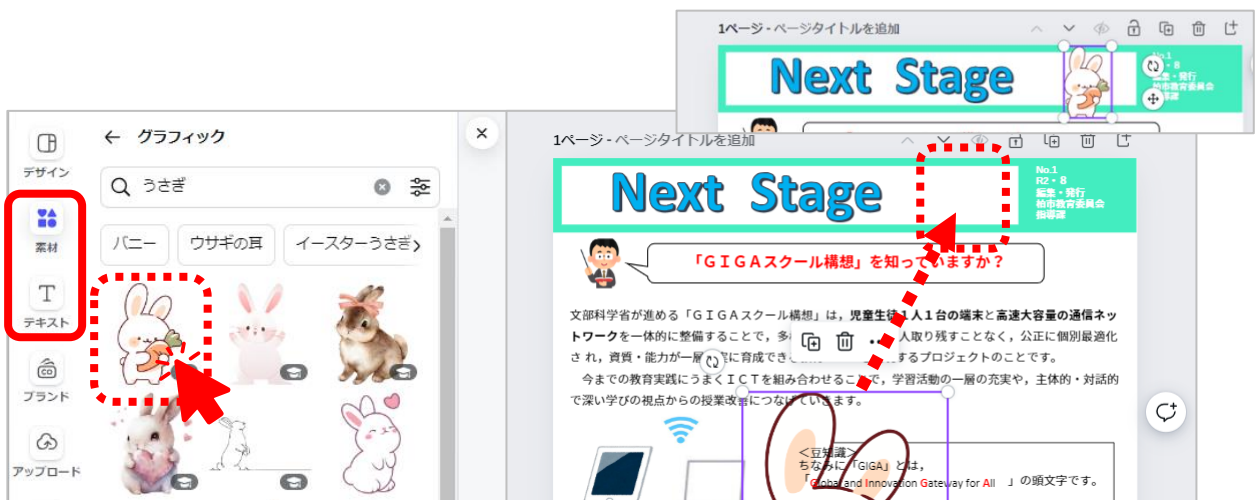 1ページ - ページタイトルを追加
Next Stage
No.1
・8
・発行
市教育委員会
デザイン
素材
テキスト
ブランド
アップロード
グラフィック
うさぎ
バニー
ウサギの耳
イースターうさぎ
1ページ - ページタイトルを追加
Next Stage
No.1
R2・8
編集・発行
柏市教育委員会
指導課
「GIGAスクール構想」を知っていますか？
文部科学省が進める「GIGAスクール構想」は，児童生徒1人1台の端末と高速大容量の通信ネッ
トワークを一体的に整備することで，多 人取り残すことなく，公正に個別最適化
され，資質・能力が一層 実に育成でき するプロジェクトのことです。
今までの教育実践にうまくICTを組み合わせることで，学習活動の一層の充実や，主体的・対話的
で深い学びの視点からの授業改善につなげていきます。
＜豆知識＞
ちなみに「GIGA」とは，
「Global and Innovation Gateway for All 」の頭文字です。